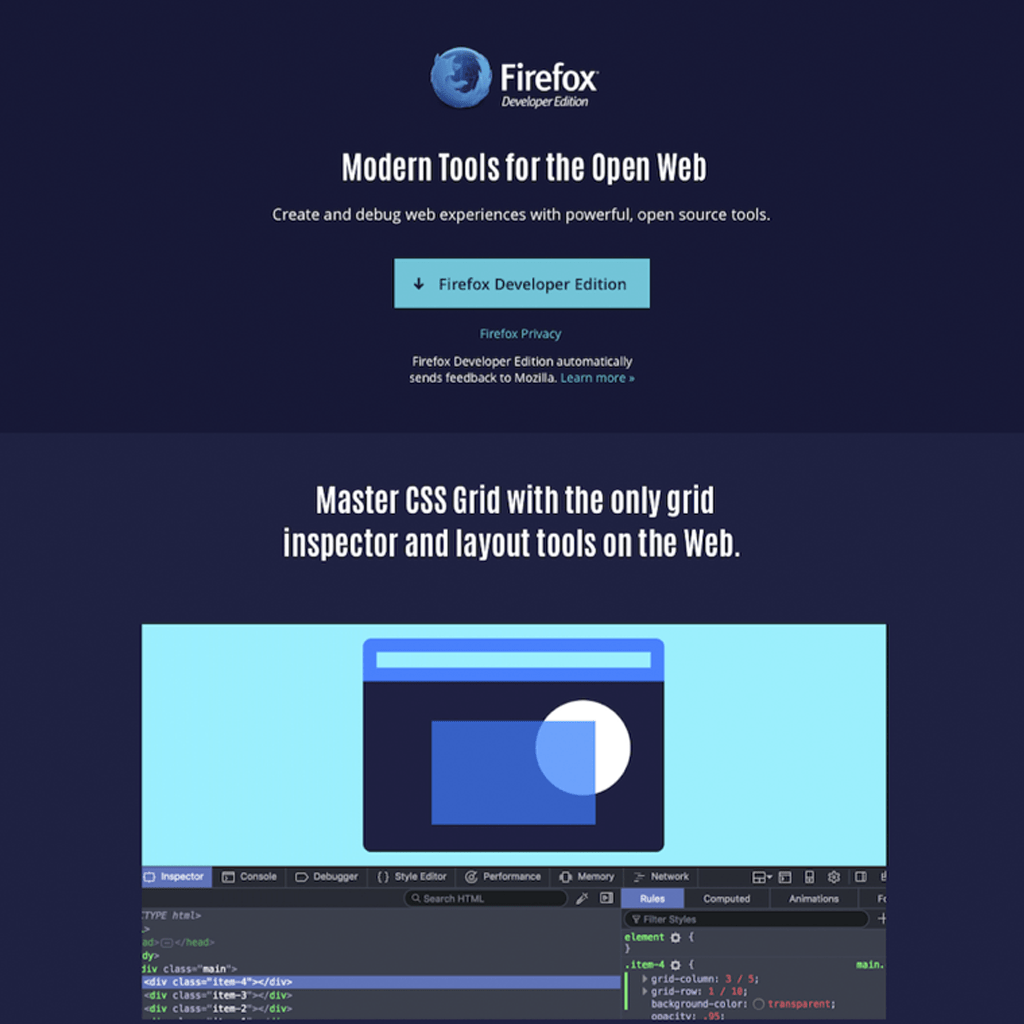 Firefox
Developer Edition
Modern Tools for the Open Web
Create and debug web experiences with powerful, open source tools.
Firefox Developer Edition
Firefox Privacy
Firefox Developer Edition automatically
sends feedback to Mozilla. Learn more »
Master CSS Grid with the only grid
inspector and layout tools on the Web.
Inspector Console Debugger { } Style Editor Performance Memory Network
Search HTML
Rules Computed Animations Fo
Filter Styles +
CTYPE html>
>
ad></head>
dy>
div class="main">
<div class="item-4"></div>
<div class="item-3"></div>
<div class="item-2"></div>
element {
}
.item-4 { main.
grid-column: 3 / 5;
grid-row: 1 / 10;
background-color: transparent;
opacity: .95;